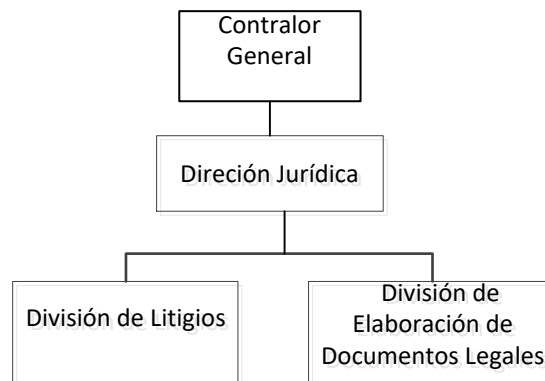 Contralor
General
Direción Jurídica
División de Litigios
División de
Elaboración de
Documentos Legales